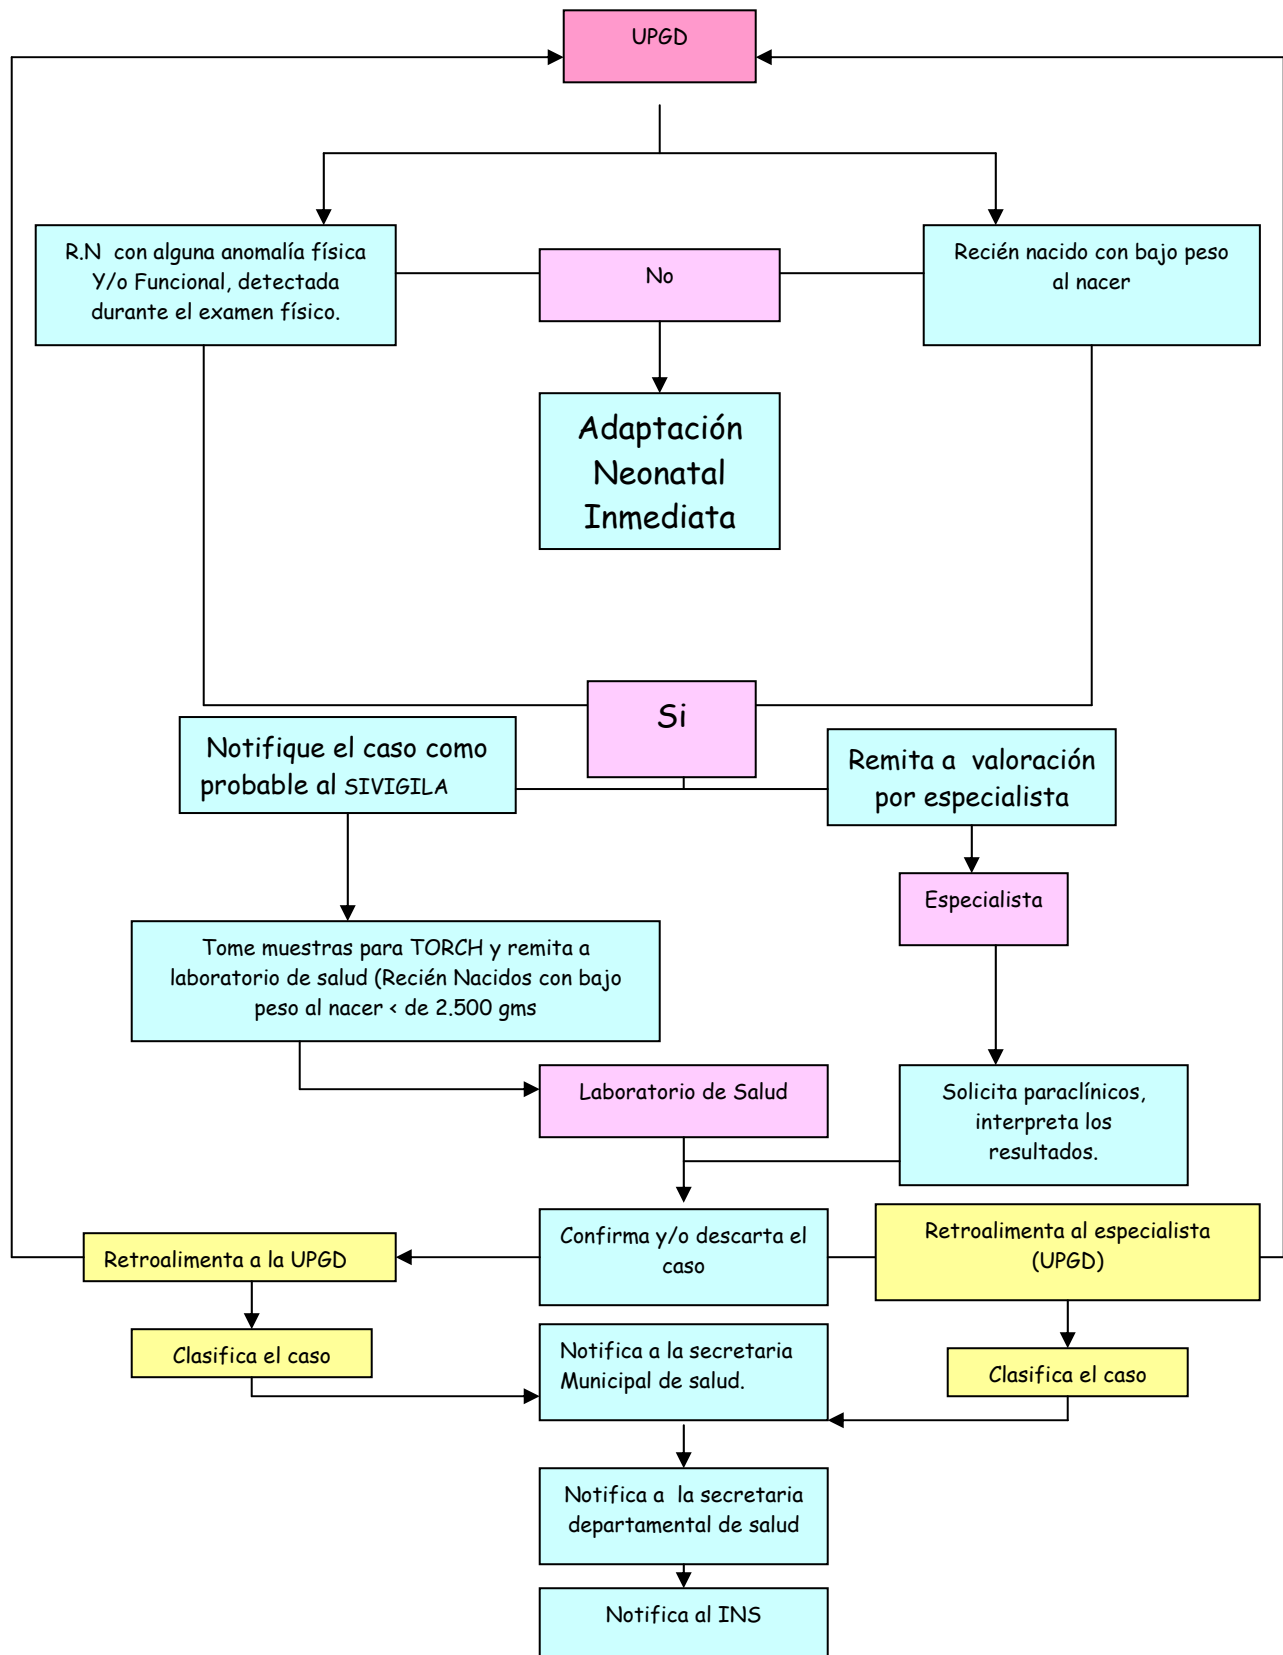 UPGD
R.N con alguna anomalía física
Y/o Funcional, detectada
durante el examen físico.
No
Recién nacido con bajo peso
al nacer
Adaptación
Neonatal
Inmediata
Si
Notifique el caso como
probable al SIVIGILA
Remita a valoración
por especialista
Especialista
Tome muestras para TORCH y remita a
laboratorio de salud (Recién Nacidos con bajo
peso al nacer < de 2.500 gms
Laboratorio de Salud
Solicita paraclínicos,
interpreta los
resultados.
Confirma y/o descarta el
caso
Retroalimenta al especialista
(UPGD)
Retroalimenta a la UPGD
Clasifica el caso
Notifica a la secretaria
Municipal de salud.
Clasifica el caso
Notifica a la secretaria
departamental de salud
Notifica al INS